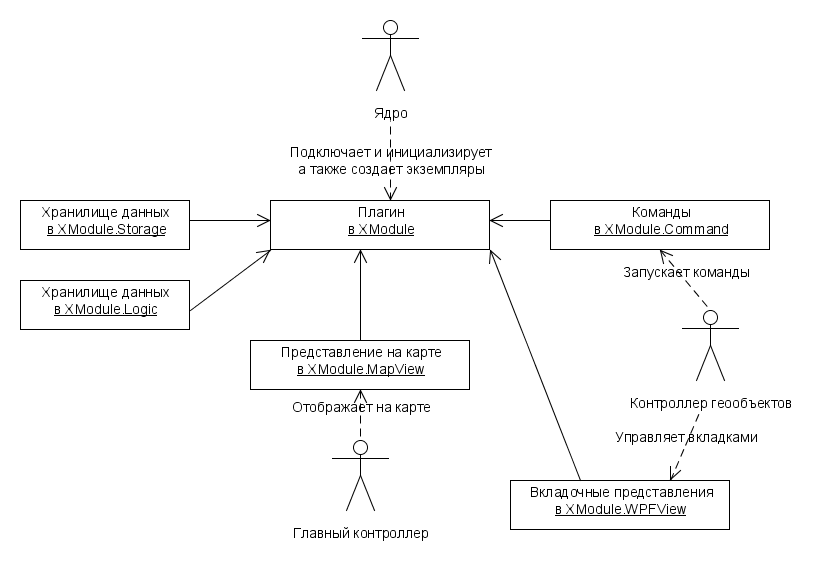 Ядро
Подключает и инициализирует
а также создает экземпляры
Хранилище данных
в XModule.Storage
Плагин
в XModule
Команды
в XModule.Command
Запускает команды
Хранилище данных
в XModule.Logic
Представление на карте
в XModule.MapView
Отображает на карте
Контроллер геообъектов
Управляет вкладками
Вкладочные представления
в XModule.WPFView
Главный контроллер